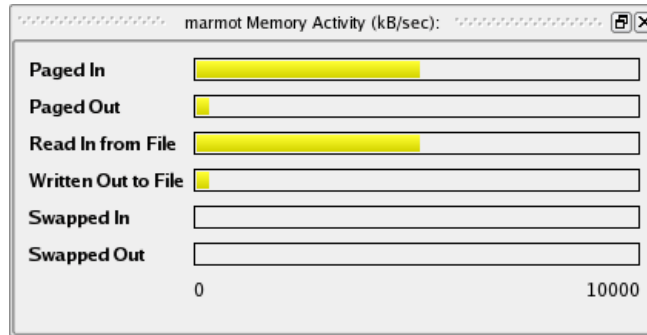 marmot Memory Activity (kB/sec):
Paged In
Paged Out
Read In from File
Written Out to File
Swapped In
Swapped Out
0 10000